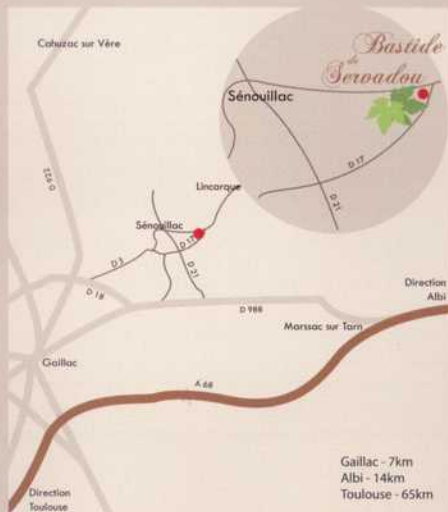 Cahuzac sur Vère
Bastide
de
Servadou
Sénouillac
D 17
D 21
D 922
Lincarque
Sénouillac
D 17
D 3
D 21
D 18
D 988
Direction
Albi
Marssac sur Tarn
Gaillac
A 68
Gaillac - 7km
Albi - 14km
Toulouse - 65km
Direction
Toulouse